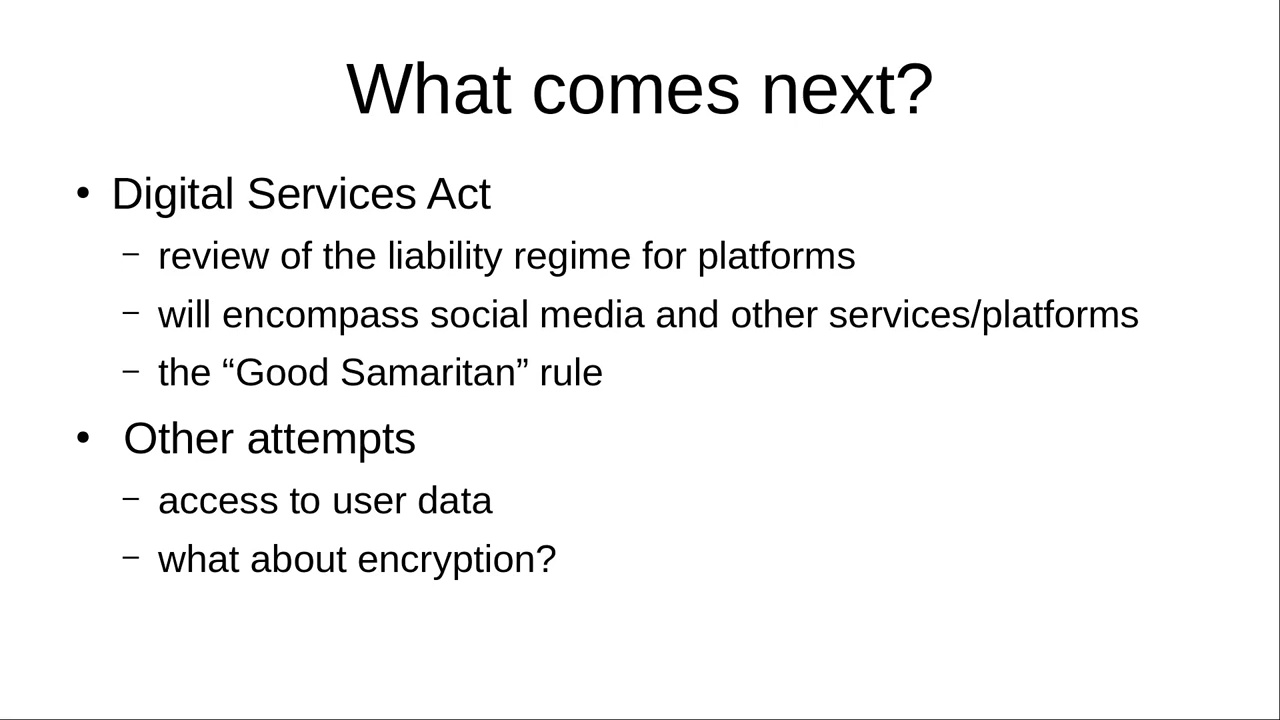 What comes next?
• Digital Services Act
– review of the liability regime for platforms
– will encompass social media and other services/platforms
– the “Good Samaritan” rule
• Other attempts
– access to user data
– what about encryption?